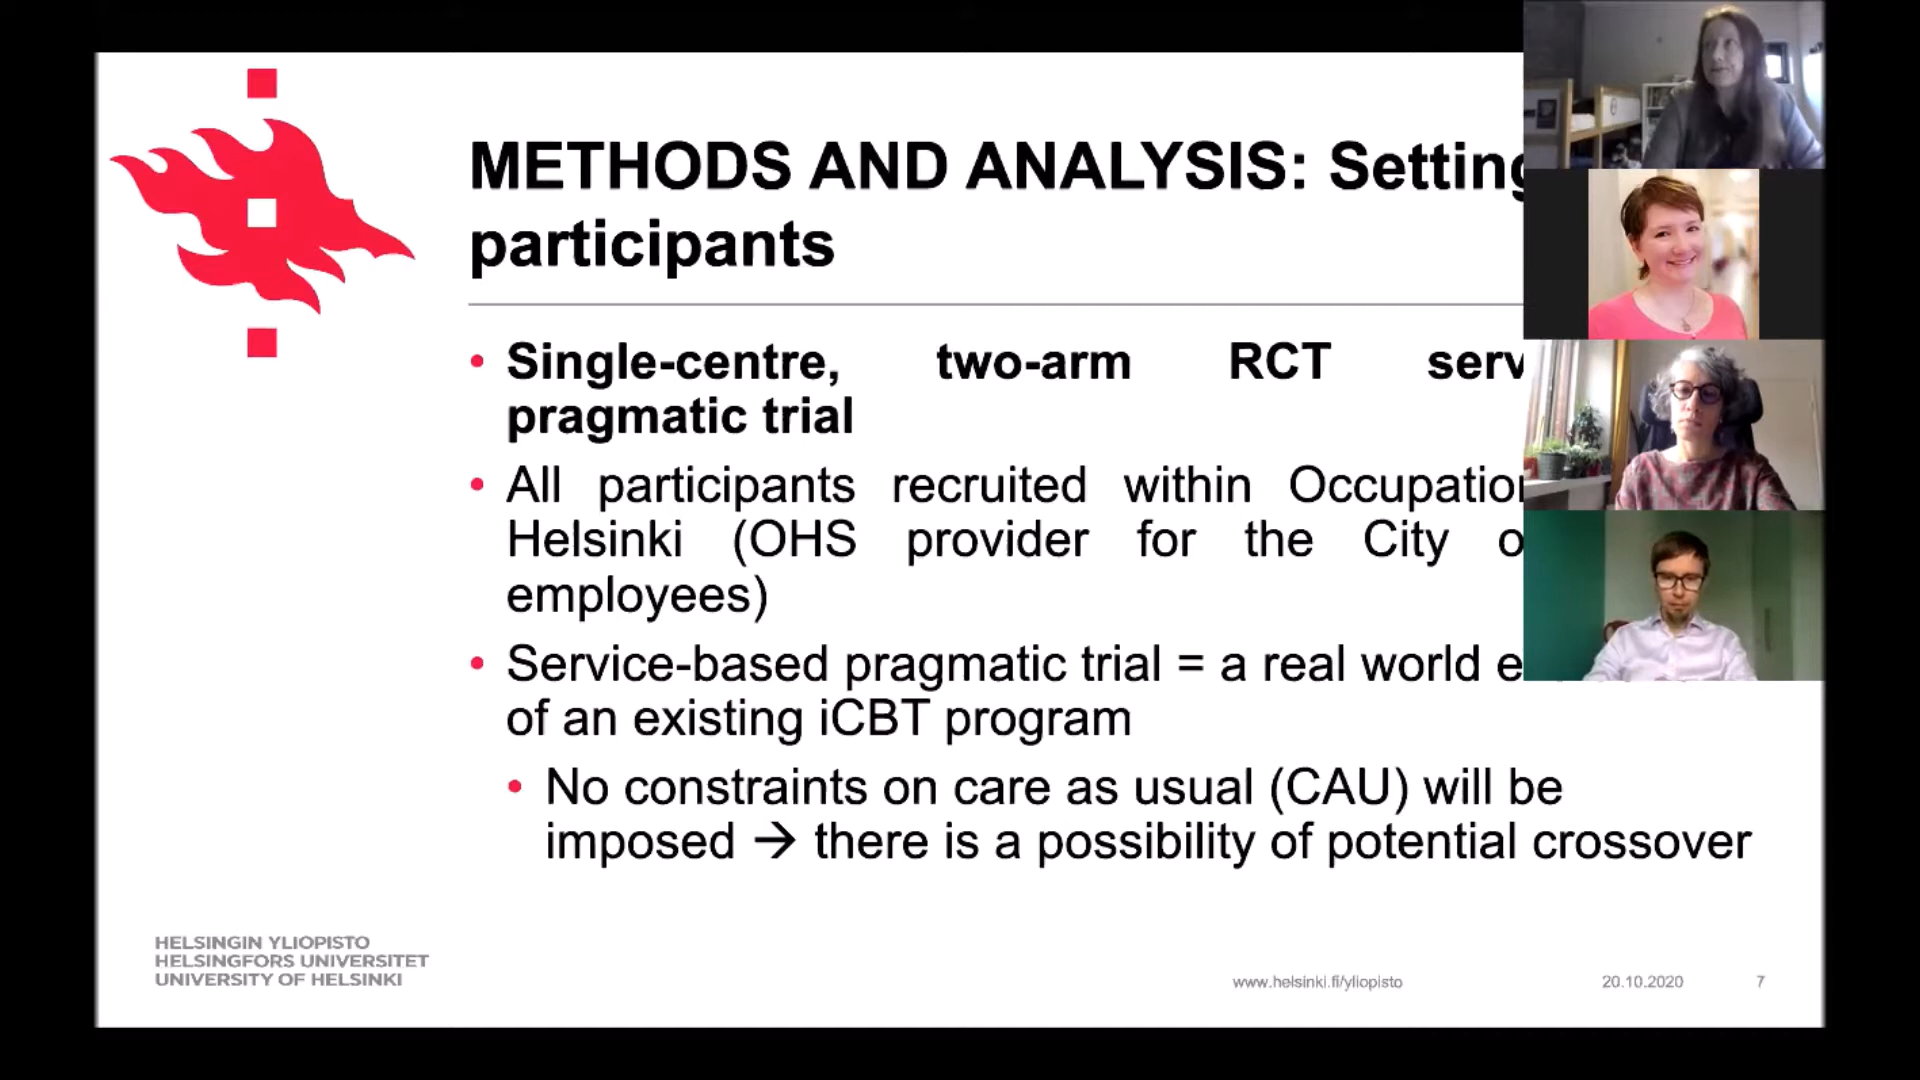 METHODS AND ANALYSIS: Setting
participants
• Single-centre, two-arm RCT serv
pragmatic trial
• All participants recruited within Occupation
Helsinki (OHS provider for the City o
employees)
• Service-based pragmatic trial = a real world e
of an existing iCBT program
• No constraints on care as usual (CAU) will be
imposed → there is a possibility of potential crossover
HELSINGIN YLIOPISTO
HELSINGFORS UNIVERSITET
UNIVERSITY OF HELSINKI
www.helsinki.fi/yliopisto 20.10.2020 7